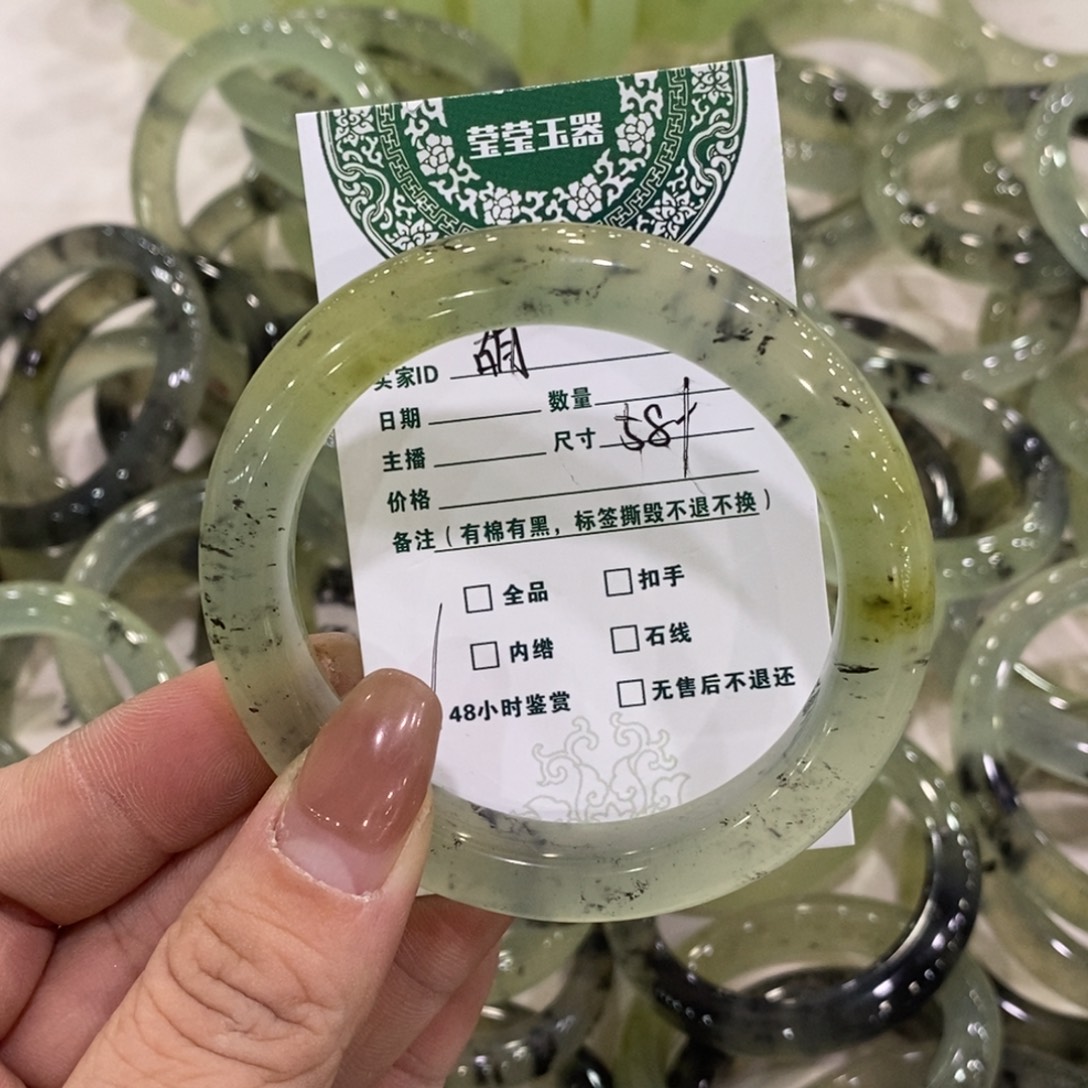 莹莹玉器
买家ID 胡
日期 数量
主播 尺寸 58
价格
备注(有棉有黑,标签撕毁不退不换)
全品 扣手
内绺 石线
48小时鉴赏 无售后不退还